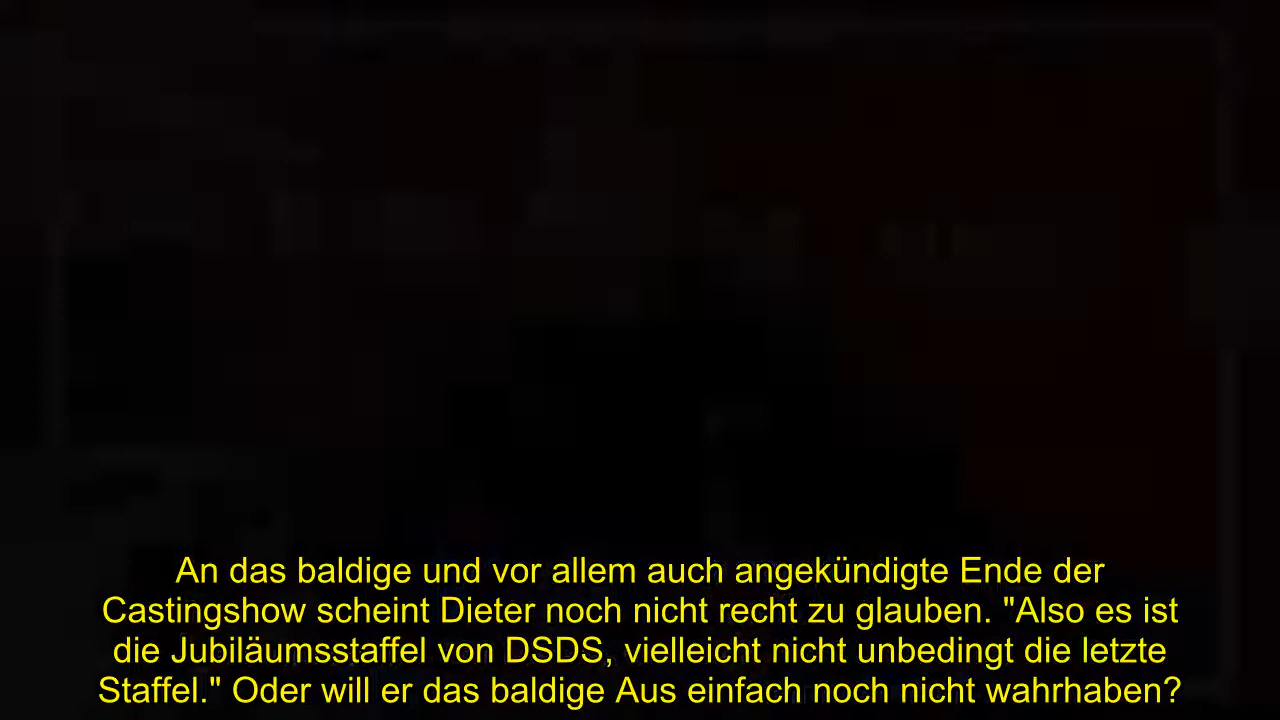 An das baldige und vor allem auch angekündigte Ende der
Castingshow scheint Dieter noch nicht recht zu glauben. "Also es ist
die Jubiläumsstaffel von DSDS, vielleicht nicht unbedingt die letzte
Staffel." Oder will er das baldige Aus einfach noch nicht wahrhaben?